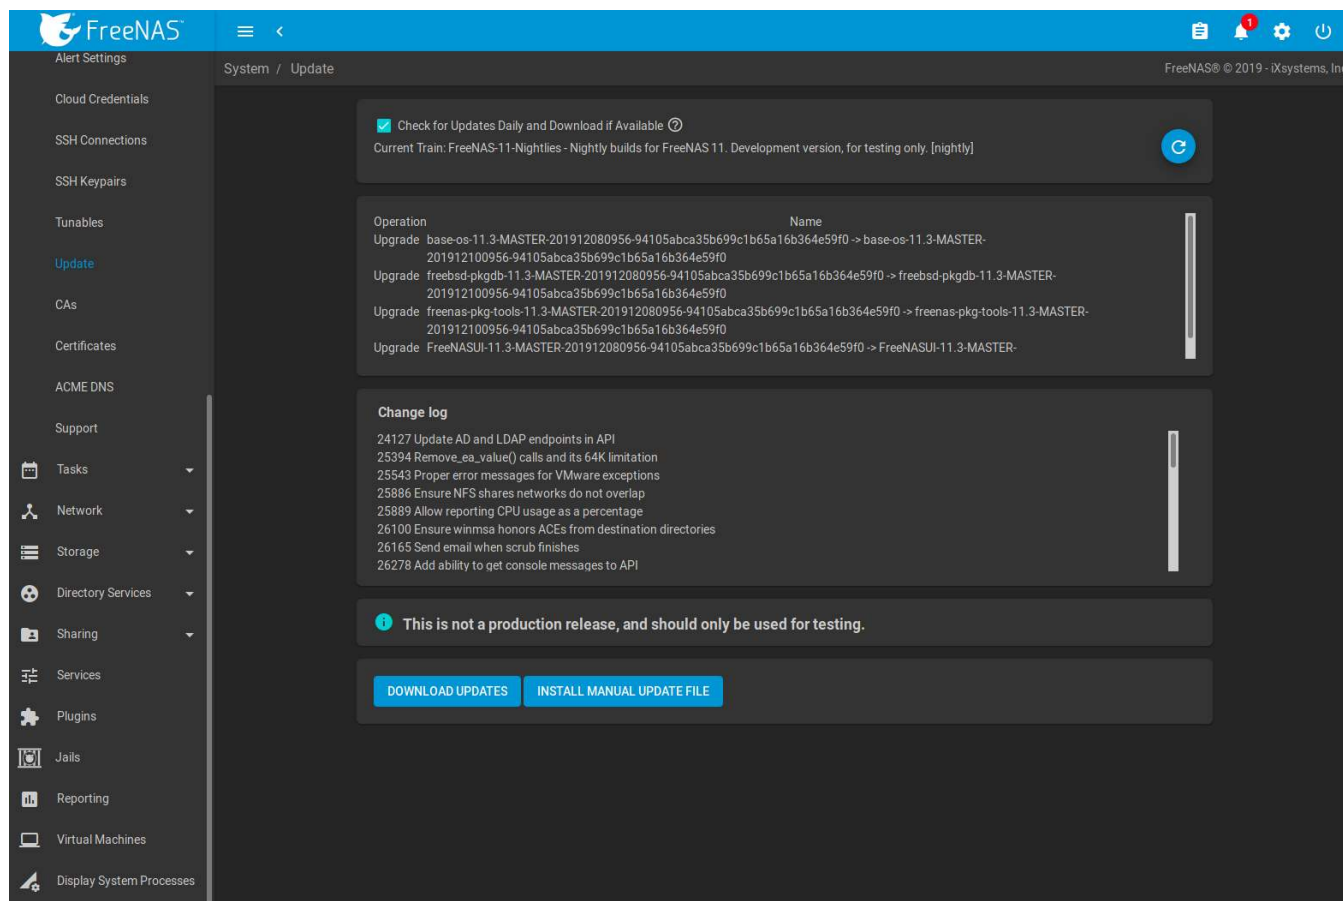 FreeNAS
1
System / Update
FreeNAS® © 2019 - iXsystems, Inc
Alert Settings
Cloud Credentials
SSH Connections
SSH Keypairs
Tunables
Update
CAs
Certificates
ACME DNS
Support
Tasks
Network
Storage
Directory Services
Sharing
Services
Plugins
Jails
Reporting
Virtual Machines
Display System Processes
Check for Updates Daily and Download if Available
Current Train: FreeNAS-11-Nightlies - Nightly builds for FreeNAS 11. Development version, for testing only. [nightly]
Operation Name
Upgrade base-os-11.3-MASTER-201912080956-94105abca35b699c1b65a16b364e59f0 -> base-os-11.3-MASTER-
201912100956-94105abca35b699c1b65a16b364e59f0
Upgrade freebsd-pkgdb-11.3-MASTER-201912080956-94105abca35b699c1b65a16b364e59f0 -> freebsd-pkgdb-11.3-MASTER-
201912100956-94105abca35b699c1b65a16b364e59f0
Upgrade freenas-pkg-tools-11.3-MASTER-201912080956-94105abca35b699c1b65a16b364e59f0 -> freenas-pkg-tools-11.3-MASTER-
201912100956-94105abca35b699c1b65a16b364e59f0
Upgrade FreeNASUI-11.3-MASTER-201912080956-94105abca35b699c1b65a16b364e59f0 -> FreeNASUI-11.3-MASTER-
Change log
24127 Update AD and LDAP endpoints in API
25394 Remove_ea_value() calls and its 64K limitation
25543 Proper error messages for VMware exceptions
25886 Ensure NFS shares networks do not overlap
25889 Allow reporting CPU usage as a percentage
26100 Ensure winmsa honors ACEs from destination directories
26165 Send email when scrub finishes
26278 Add ability to get console messages to API
This is not a production release, and should only be used for testing.
DOWNLOAD UPDATES
INSTALL MANUAL UPDATE FILE